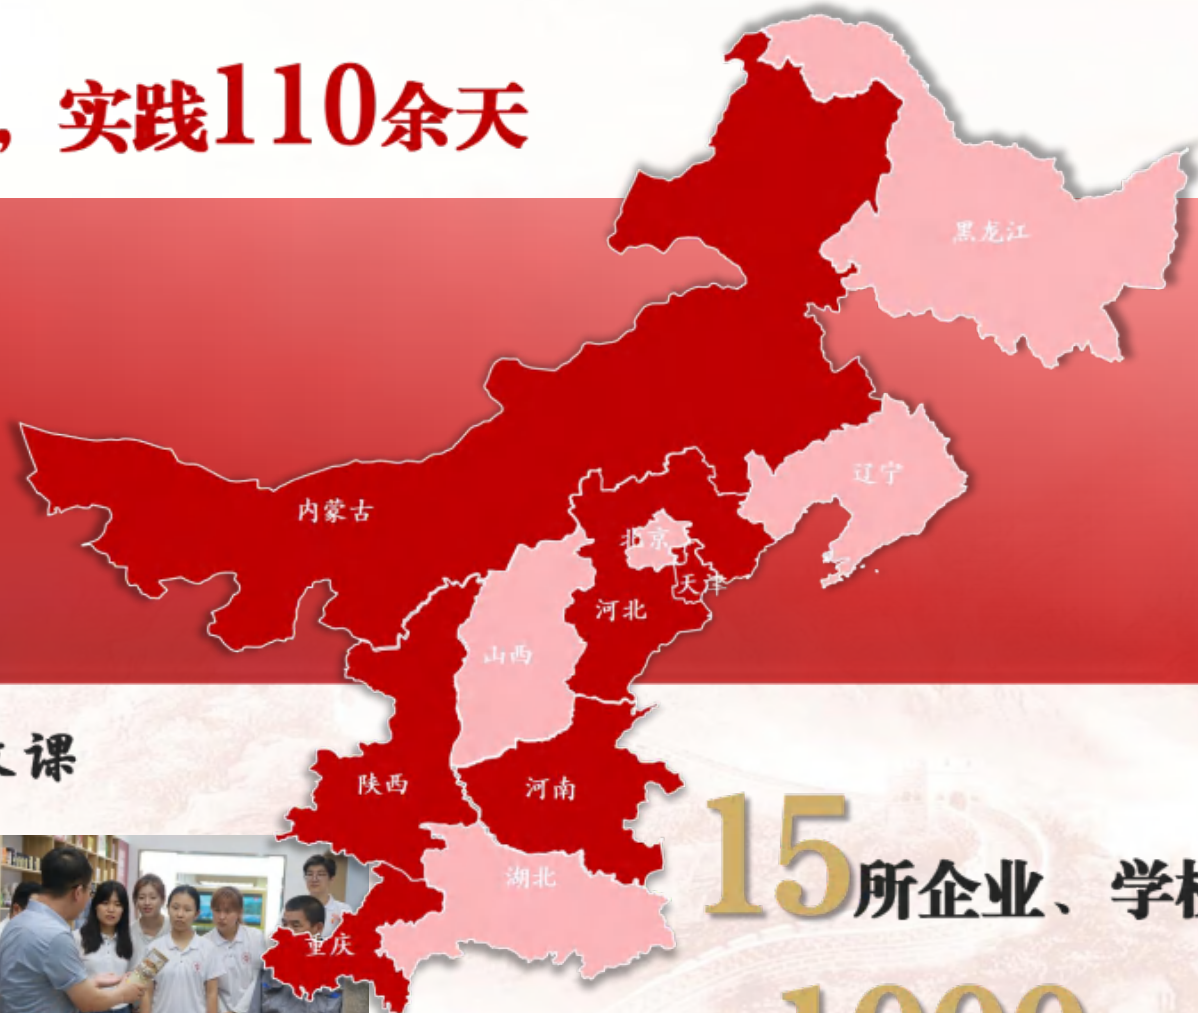 ，实践110余天
黑龙江
辽宁
内蒙古
北京
天津
河北
山西
陕西
河南
湖北
重庆
课
15所企业、学校
1000